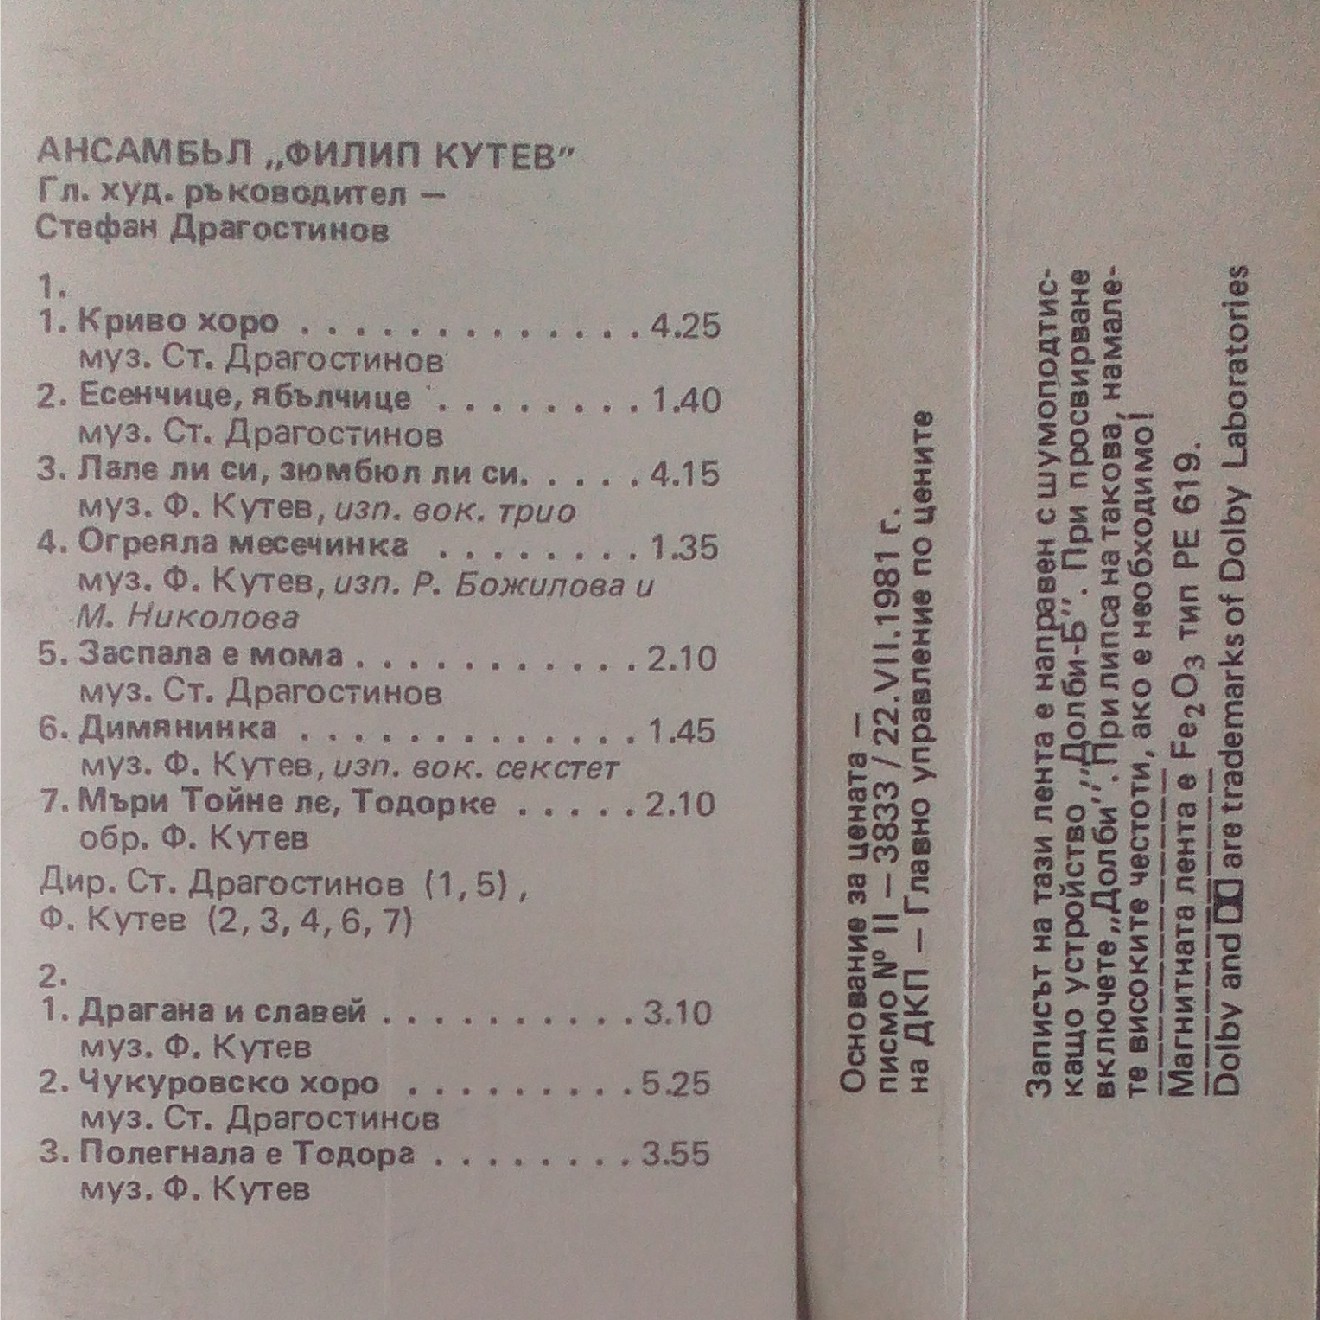 АНСАМБЪЛ „ФИЛИП КУТЕВ”
Гл. худ. ръководител —
Стефан Драгостинов
1.
1. Криво хоро . . . . . . . . . . . . . . 4.25
муз. Ст. Драгостинов
2. Есенчице, ябълчице . . . . . . . . . 1.40
муз. Ст. Драгостинов
3. Лале ли си, зюмбюл ли си. . . . . . 4.15
муз. Ф. Кутев, изп. вок. трио
4. Огреяла месечинка . . . . . . . . . 1.35
муз. Ф. Кутев, изп. Р. Божилова и
М. Николова
5. Заспала е мома . . . . . . . . . . . . 2.10
муз. Ст. Драгостинов
6. Димянинка . . . . . . . . . . . . . . 1.45
муз. Ф. Кутев, изп. вок. секстет
7. Мъри Тойне ле, Тодорке . . . . . . 2.10
обр. Ф. Кутев
Дир. Ст. Драгостинов (1, 5) ,
Ф. Кутев (2, 3, 4, 6, 7)
2.
1. Драгана и славей . . . . . . . . . . . 3.10
муз. Ф. Кутев
2. Чукуровско хоро . . . . . . . . . . 5.25
муз. Ст. Драгостинов
3. Полегнала е Тодора . . . . . . . . . 3.55
муз. Ф. Кутев
Основание за цената —
писмо № II — 3833 / 22.VII.1981 г.
на ДКП — Главно управление по цените
Записът на тази лента е направен с шумоподтис-
кащо устройство „Долби-Б”. При просвирване
включете „Долби”. При липса на такова, намале-
те високите честоти, ако е необходимо!
Магнитната лента е Fe2O3 тип РЕ 619.
Dolby and are trademarks of Dolby Laboratories